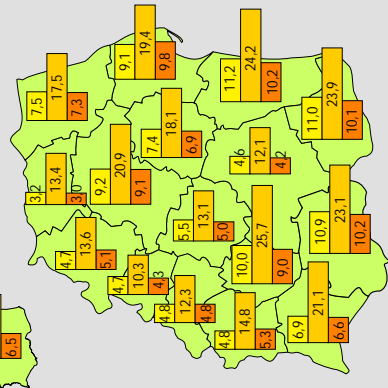 9,1 19,4 9,8
11,2 24,2 10,2
7,5 17,5 7,3
11,0 23,9 10,1
7,4 18,1 6,9
4,6 12,1 4,2
3,2 13,4 3,0
9,2 20,9 9,1
10,9 23,1 10,2
5,5 13,1 5,0
10,0 25,7 9,0
4,7 13,6 5,1
4,7 10,3 4,3
4,8 12,3 4,8
4,8 14,8 5,3
6,9 21,1 6,6
6,5